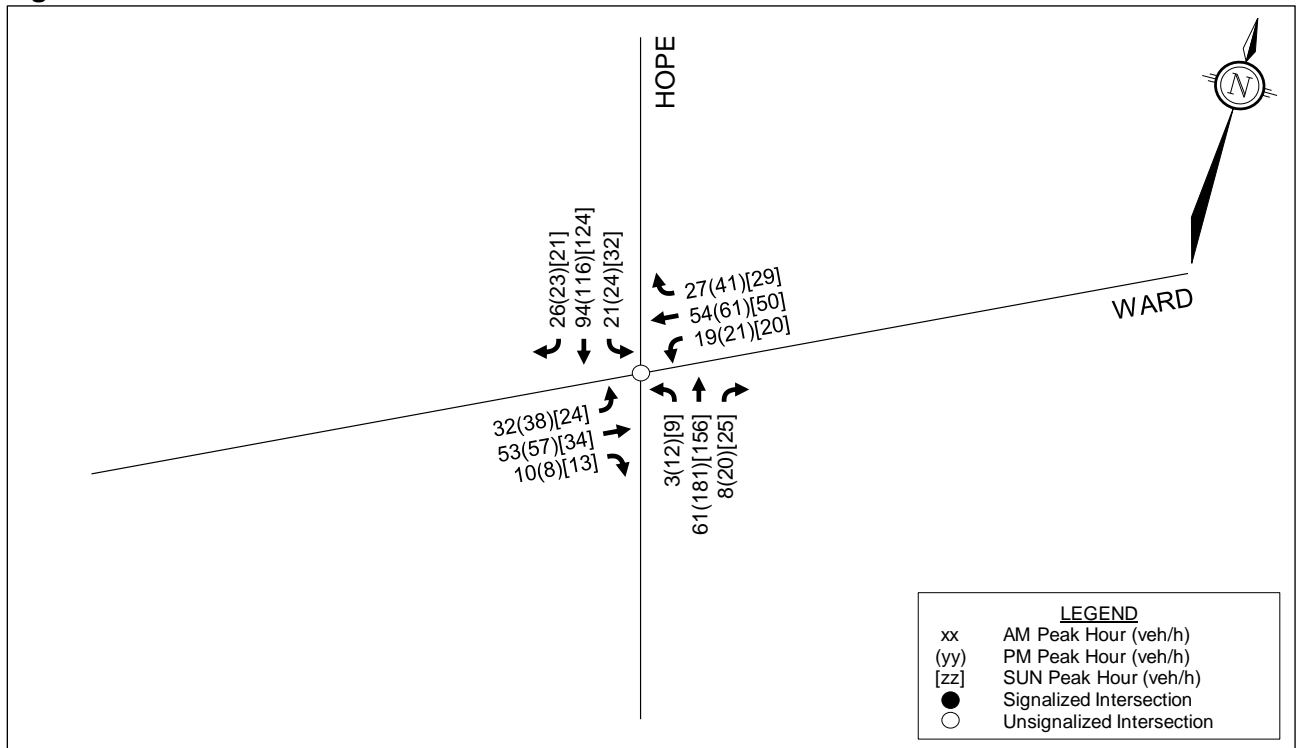 HOPE
N
WARD
26(23)[21]
94(116)[124]
21(24)[32]
27(41)[29]
54(61)[50]
19(21)[20]
32(38)[24]
53(57)[34]
10(8)[13]
3(12)[9]
61(181)[156]
8(20)[25]
LEGEND
xx AM Peak Hour (veh/h)
(yy) PM Peak Hour (veh/h)
[zz] SUN Peak Hour (veh/h)
Signalized Intersection
Unsignalized Intersection